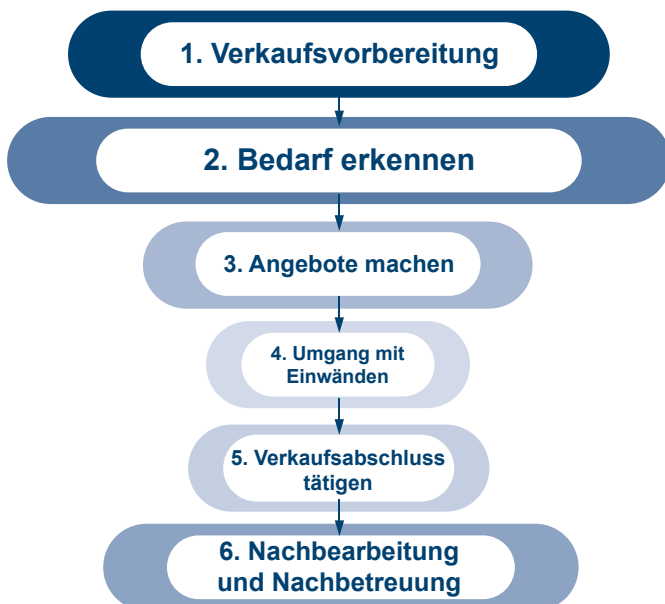 1. Verkaufsvorbereitung
2. Bedarf erkennen
3. Angebote machen
4. Umgang mit
Einwänden
5. Verkaufsabschluss
tätigen
6. Nachbearbeitung
und Nachbetreuung